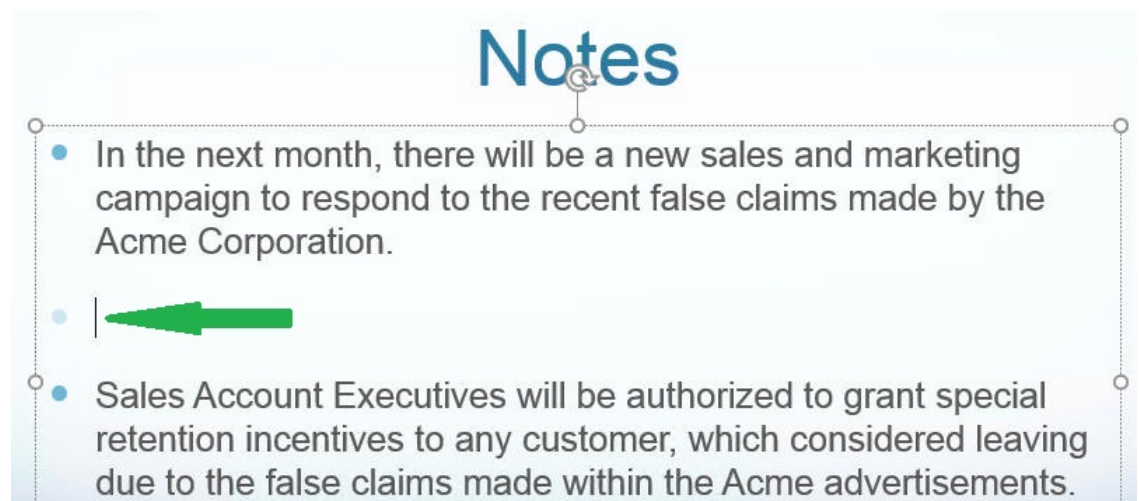 Notes
In the next month, there will be a new sales and marketing
campaign to respond to the recent false claims made by the
Acme Corporation.
Sales Account Executives will be authorized to grant special
retention incentives to any customer, which considered leaving
due to the false claims made within the Acme advertisements.